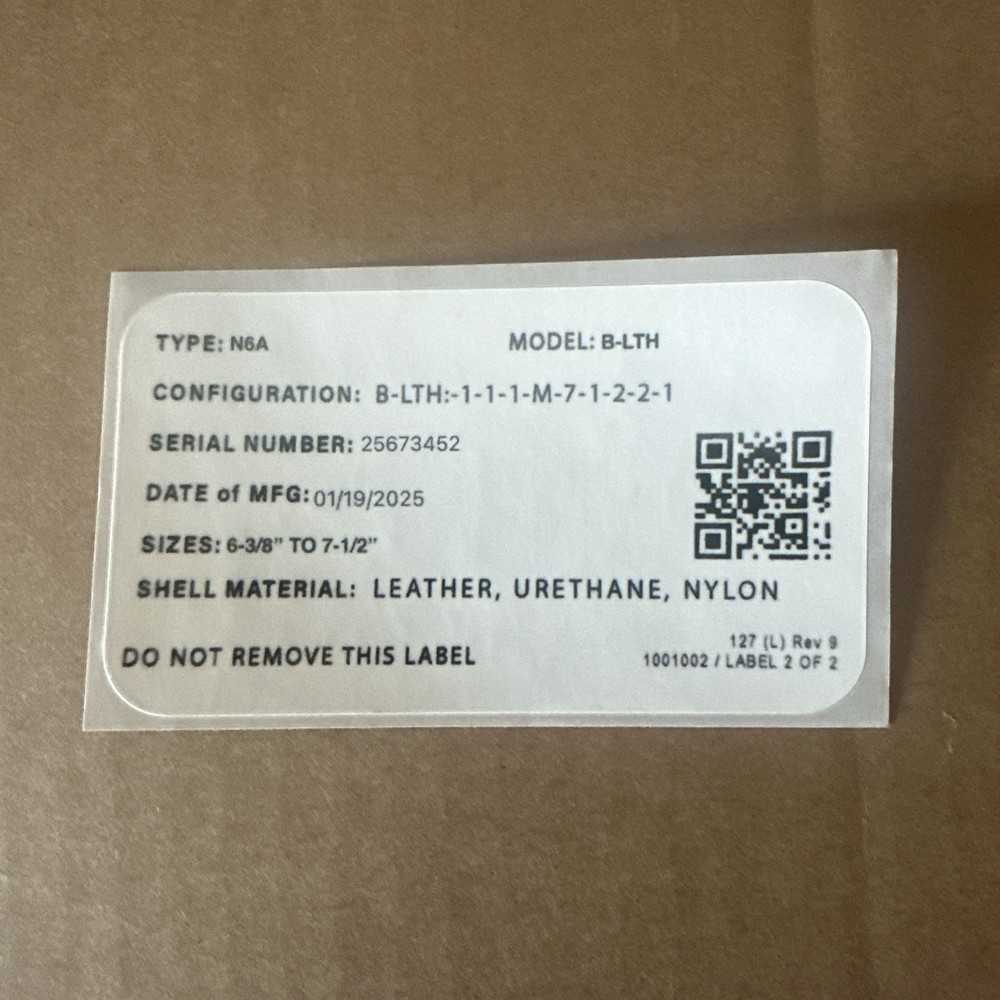 TYPE: N6A MODEL: B-LTH
CONFIGURATION: B-LTH:-1-1-1-M-7-1-2-2-1
SERIAL NUMBER: 25673452
DATE of MFG: 01/19/2025
SIZES: 6-3/8” TO 7-1/2”
SHELL MATERIAL: LEATHER, URETHANE, NYLON
127 (L) Rev 9
DO NOT REMOVE THIS LABEL
1001002 / LABEL 2 OF 2